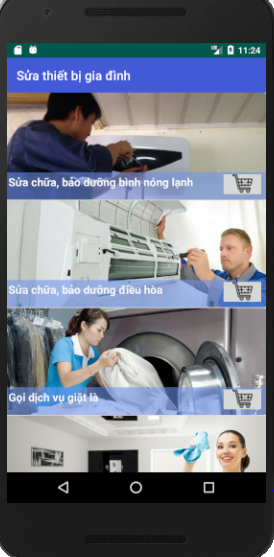 11:24
Sửa thiết bị gia đình
Sửa chữa, bảo dưỡng bình nóng lạnh
Sửa chữa, bảo dưỡng điều hòa
Gọi dịch vụ giặt là